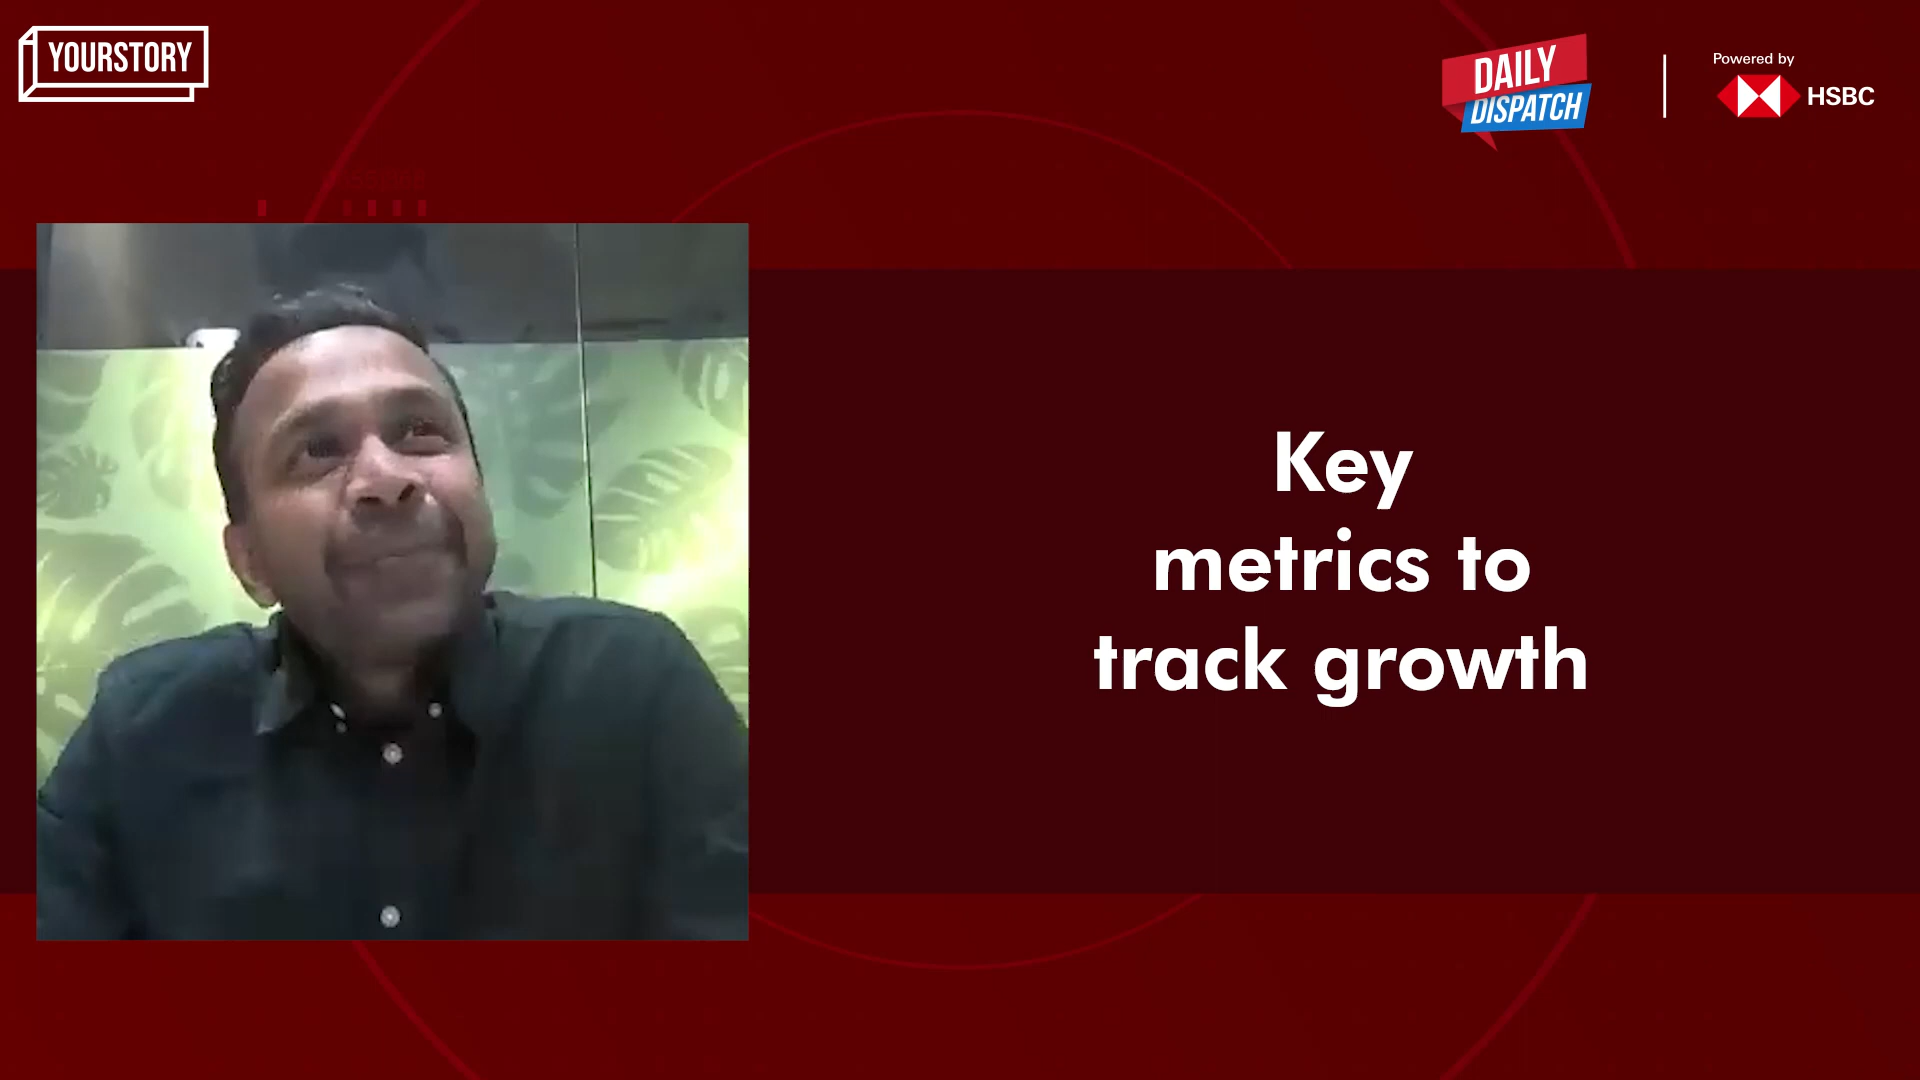 YOURSTORY
DAILY
DISPATCH
Powered by
HSBC
Key
metrics to
track growth